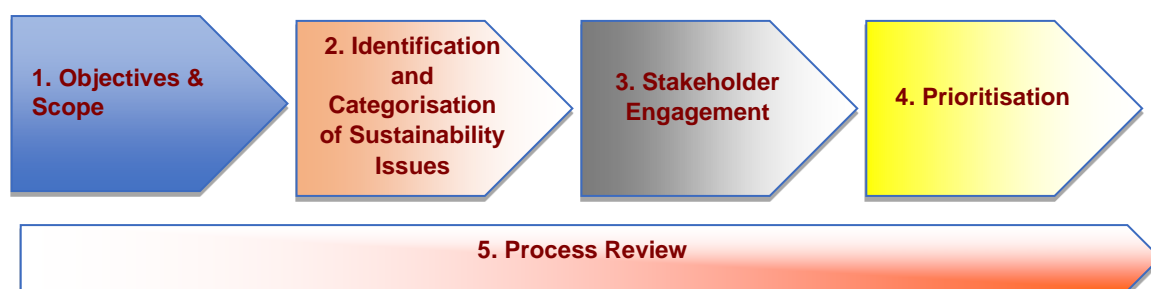 1. Objectives &
Scope
2. Identification
and
Categorisation
of Sustainability
Issues
3. Stakeholder
Engagement
4. Prioritisation
5. Process Review